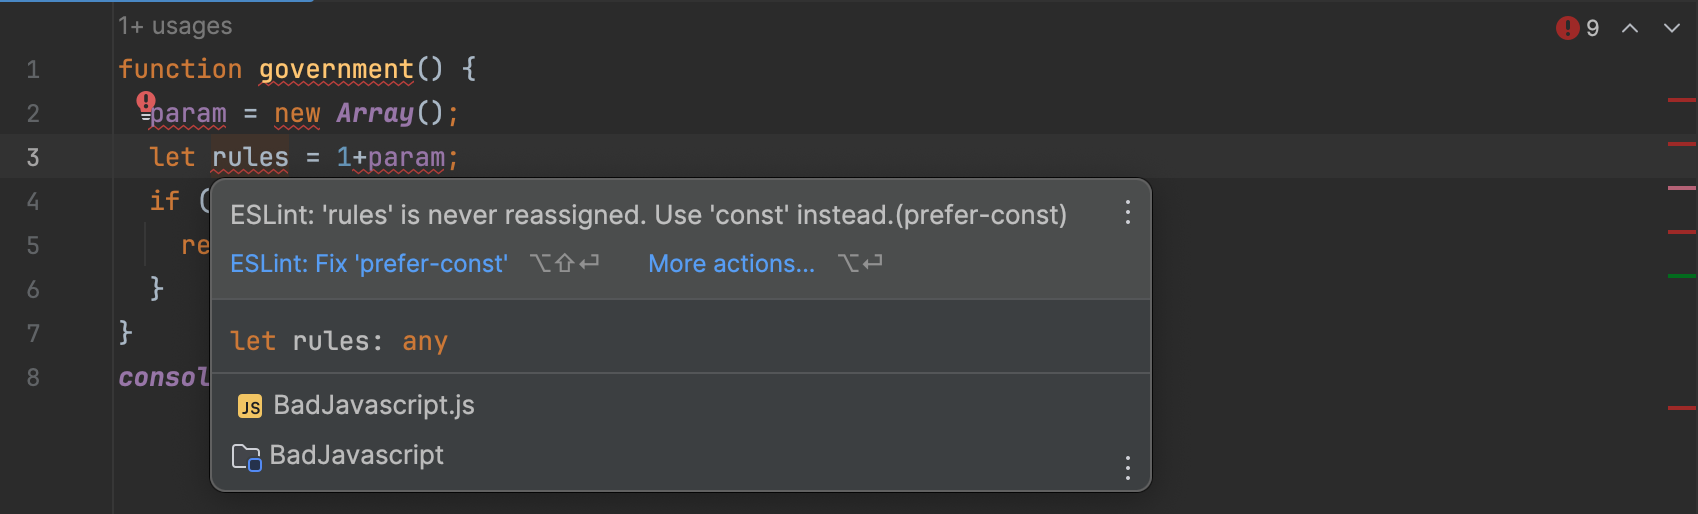 1+ usages
9
1 function government() {
2 param = new Array();
3 let rules = 1+param;
4 if (
5 re
6 }
7 }
8 consol
ESLint: 'rules' is never reassigned. Use 'const' instead.(prefer-const)
ESLint: Fix 'prefer-const' ⌥⇧⏎ More actions... ⌥⏎
let rules: any
JS BadJavascript.js
BadJavascript